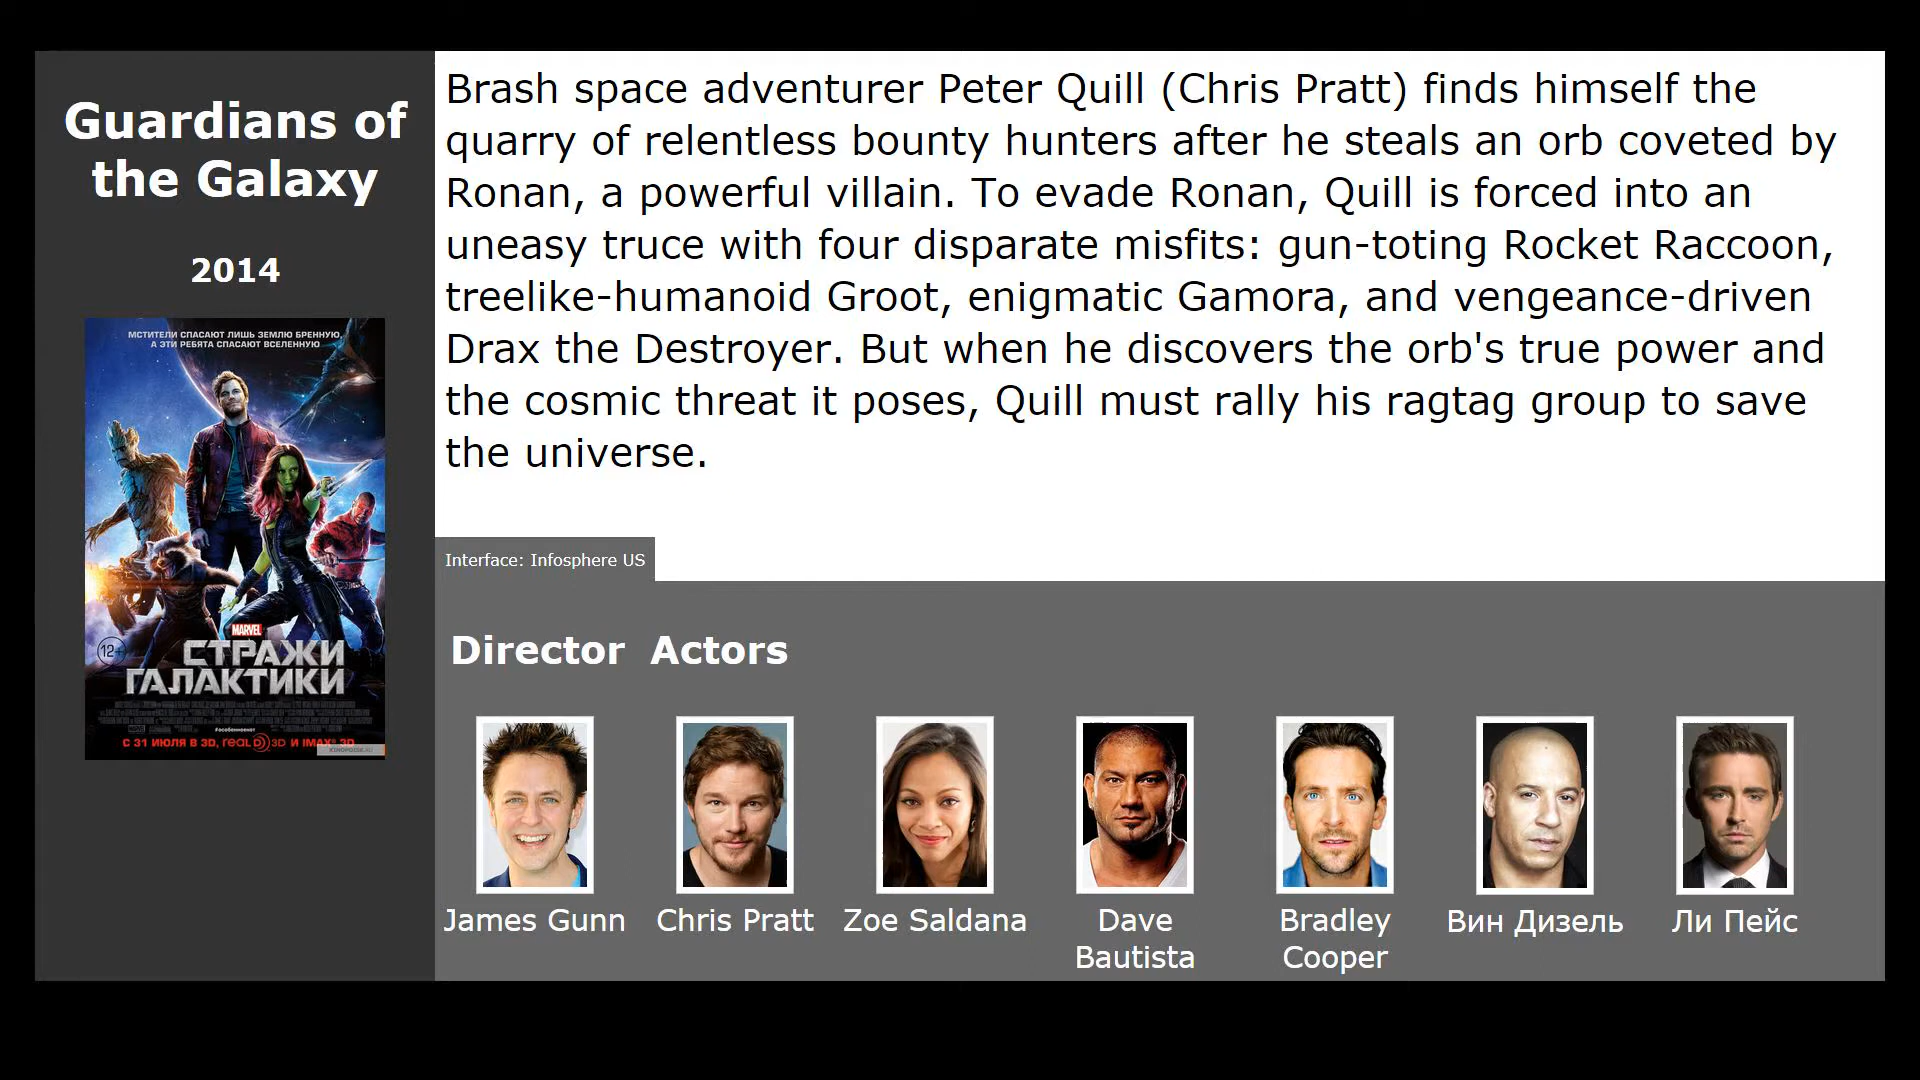 Guardians of
the Galaxy
2014
МСТИТЕЛИ СПАСАЮТ ЛИШЬ ЗЕМЛЮ БРЕННУЮ,
А ЭТИ РЕБЯТА СПАСАЮТ ВСЕЛЕННУЮ
MARVEL
12+
СТРАЖИ
ГАЛАКТИКИ
С 31 ИЮЛЯ В 3D, REALD 3D И IMAX 3D
Brash space adventurer Peter Quill (Chris Pratt) finds himself the
quarry of relentless bounty hunters after he steals an orb coveted by
Ronan, a powerful villain. To evade Ronan, Quill is forced into an
uneasy truce with four disparate misfits: gun-toting Rocket Raccoon,
treelike-humanoid Groot, enigmatic Gamora, and vengeance-driven
Drax the Destroyer. But when he discovers the orb's true power and
the cosmic threat it poses, Quill must rally his ragtag group to save
the universe.
Interface: Infosphere US
Director Actors
James Gunn Chris Pratt Zoe Saldana Dave Bradley Вин Дизель Ли Пейс
Bautista Cooper